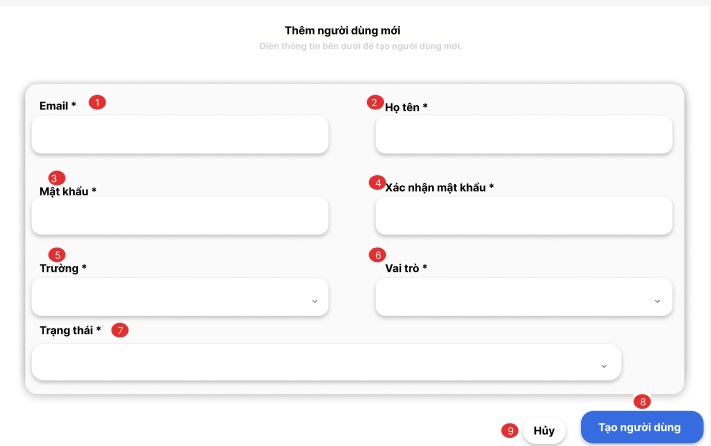 Thêm người dùng mới
Điền thông tin bên dưới để tạo người dùng mới.
Email * 1
2 Họ tên *
3
Mật khẩu *
4 Xác nhận mật khẩu *
5
Trường *
6
Vai trò *
Trạng thái * 7
8
9 Hủy
Tạo người dùng